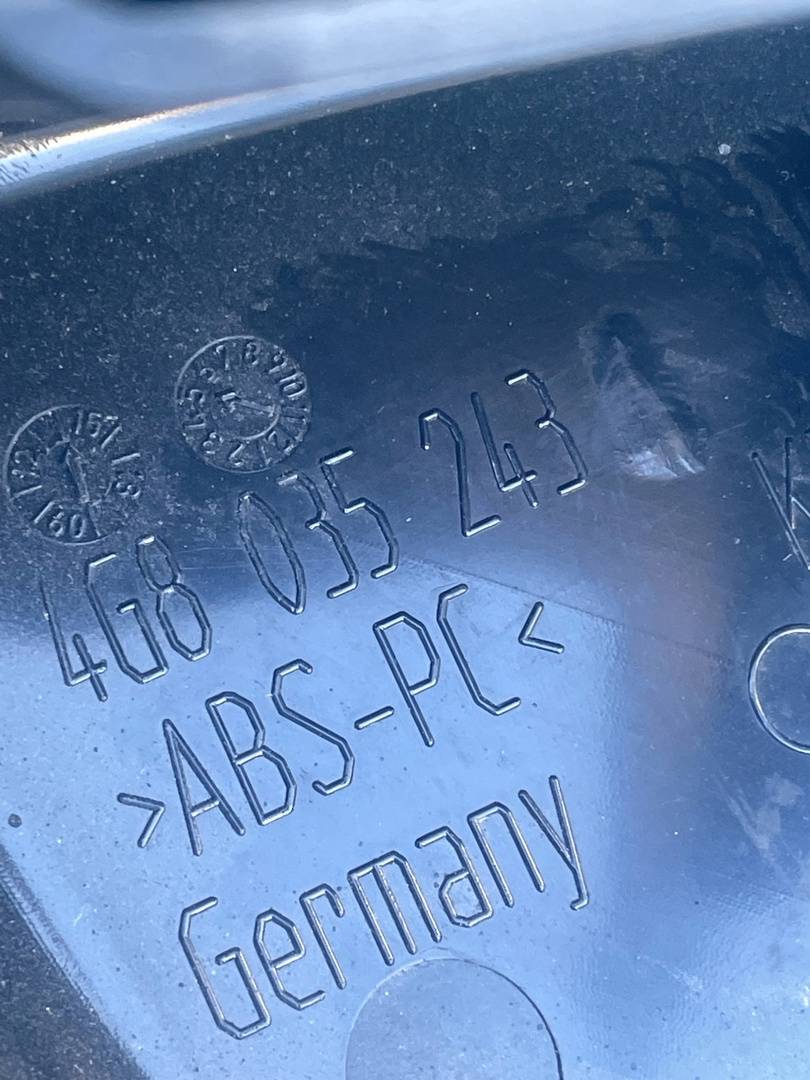 4G8 035 243
>ABS-PC<
Germany